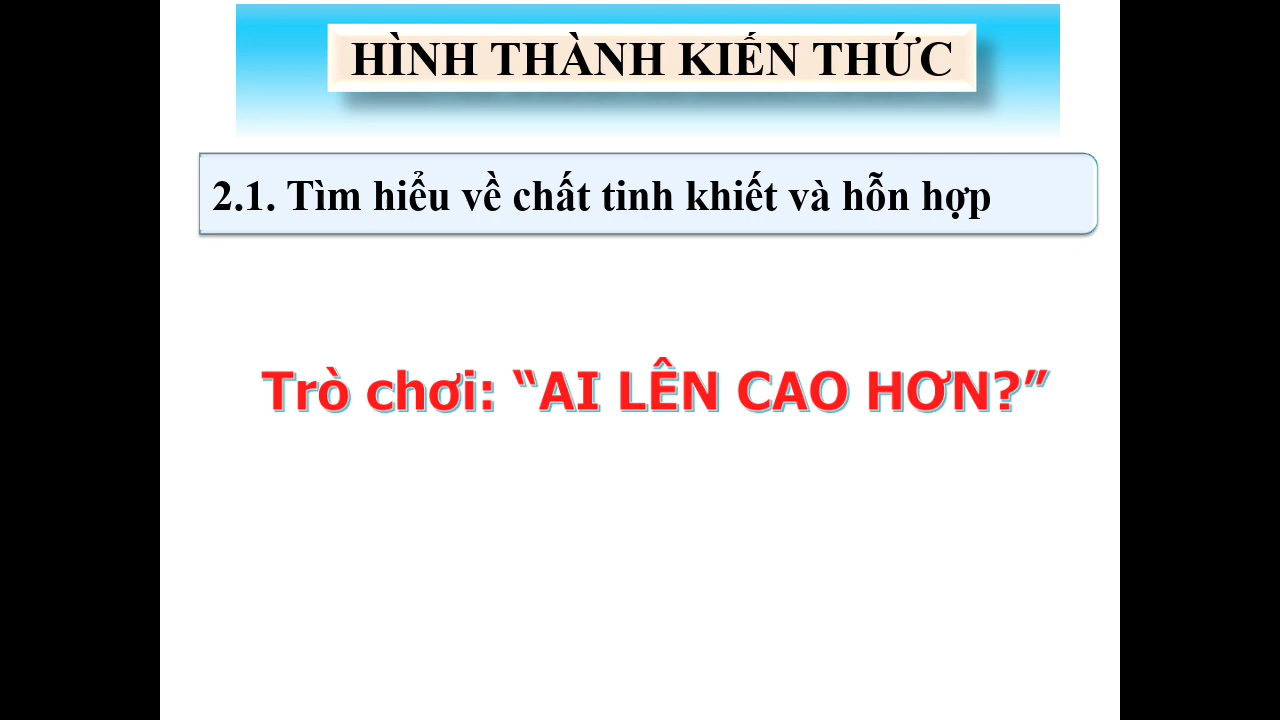 HÌNH THÀNH KIẾN THỨC
2.1. Tìm hiểu về chất tinh khiết và hỗn hợp
Trò chơi: “AI LÊN CAO HƠN?”